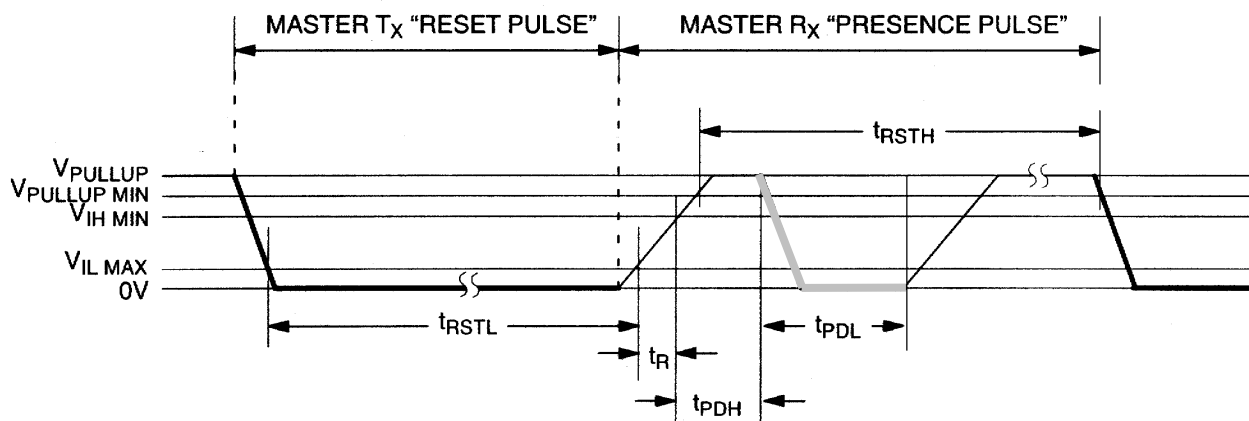 MASTER TX “RESET PULSE”
MASTER RX “PRESENCE PULSE”
tRSTH
VPULLUP
VPULLUP MIN
VIH MIN
VIL MAX
0V
tRSTL
tR
tPDL
tPDH